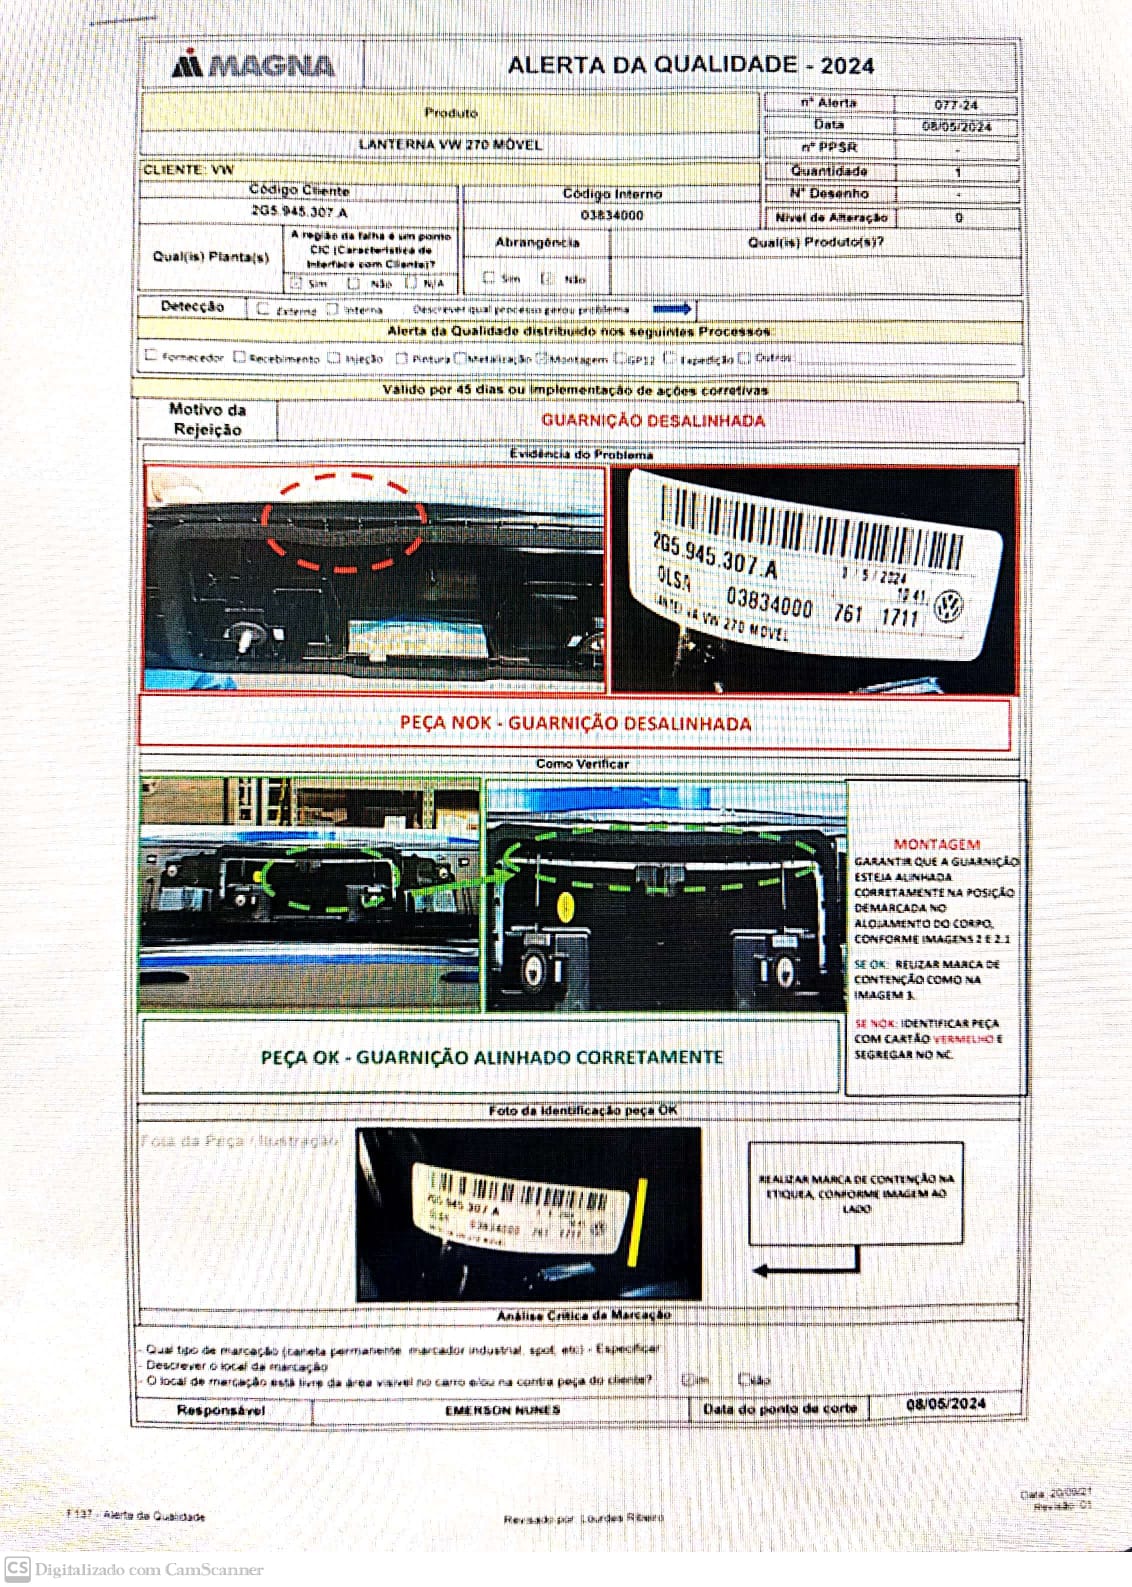 MAGNA
ALERTA DA QUALIDADE - 2024
Produto
LANTERNA VW 270 MÓVEL
nº Alerta 077-24
Data 08/05/2024
nº PPSR -
CLIENTE: VW
Quantidade 1
Código Cliente
Código Interno
Nº Desenho -
2G5.945.307.A
03834000
Nível de Alteração 0
Qual(is) Planta(s)
A região da falha é um ponto
CIC (Característica de
Interface com Cliente)?
Sim Não N/A
Abrangência
Sim Não
Qual(is) Produto(s)?
Detecção
Externa Interna Descrever qual processo gerou problema
Alerta da Qualidade distribuído nos seguintes Processos:
Fornecedor Recebimento Injeção Pintura Metalização Montagem GP12 Expedição Outros
Válido por 45 dias ou implementação de ações corretivas
Motivo da
Rejeição
GUARNIÇÃO DESALINHADA
Evidência do Problema
2G5.945.307.A
1 / 5 / 2024
OLSA 03834000 761 1711
VW 270 MOVEL
PEÇA NOK - GUARNIÇÃO DESALINHADA
Como Verificar
MONTAGEM
GARANTIR QUE A GUARNIÇÃO
ESTEJA ALINHADA
CORRETAMENTE NA POSIÇÃO
DEMARCADA NO
ALOJAMENTO DO CORPO,
CONFORME IMAGENS 2 E 2.1
SE OK: RELIZAR MARCA DE
CONTENÇÃO COMO NA
IMAGEM 3.
SE NOK: IDENTIFICAR PEÇA
COM CARTÃO VERMELHO E
SEGREGAR NO NC.
PEÇA OK - GUARNIÇÃO ALINHADO CORRETAMENTE
Foto da Identificação peça OK
Foto da Peça / Ilustração
2G5.945.307.A
OLSA 03834000 761 1711
REALIZAR MARCA DE CONTENÇÃO NA
ETIQUEA, CONFORME IMAGEM AO
LADO
Análise Crítica da Marcação
- Qual tipo de marcação (caneta permanente, marcador industrial, spot, etc) - Especificar
- Descrever o local da marcação
- O local de marcação está livre da área visível no carro e/ou na contra peça do cliente? Sim Não
Responsável
EMERSON NUNES
Data do ponto de corte
08/05/2024
F 137 - Alerta da Qualidade
Revisado por: Lourdes Ribeiro
Data: 20/09/21
Revisão: 01
CS Digitalizado com CamScanner